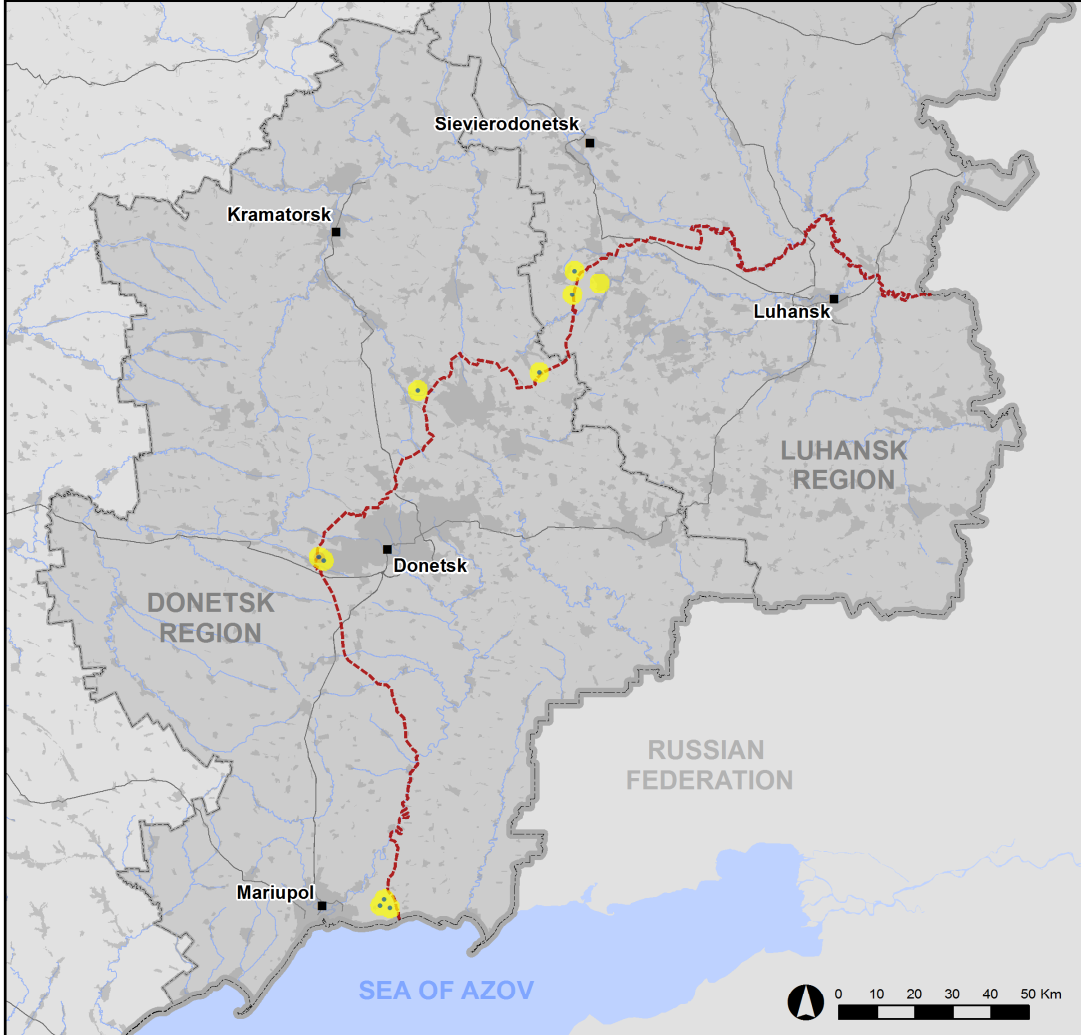 Sievierodonetsk
Kramatorsk
Luhansk
LUHANSK
REGION
Donetsk
DONETSK
REGION
RUSSIAN
FEDERATION
Mariupol
SEA OF AZOV
0 10 20 30 40 50 Km